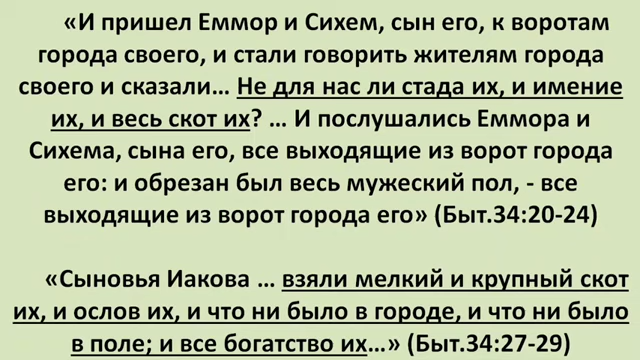 «И пришел Еммор и Сихем, сын его, к воротам
города своего, и стали говорить жителям города
своего и сказали... Не для нас ли стада их, и имение
их, и весь скот их? ... И послушались Еммора и
Сихема, сына его, все выходящие из ворот города
его: и обрезан был весь мужеский пол, - все
выходящие из ворот города его» (Быт.34:20-24)
«Сыновья Иакова ... взяли мелкий и крупный скот
их, и ослов их, и что ни было в городе, и что ни было
в поле; и все богатство их...» (Быт.34:27-29)